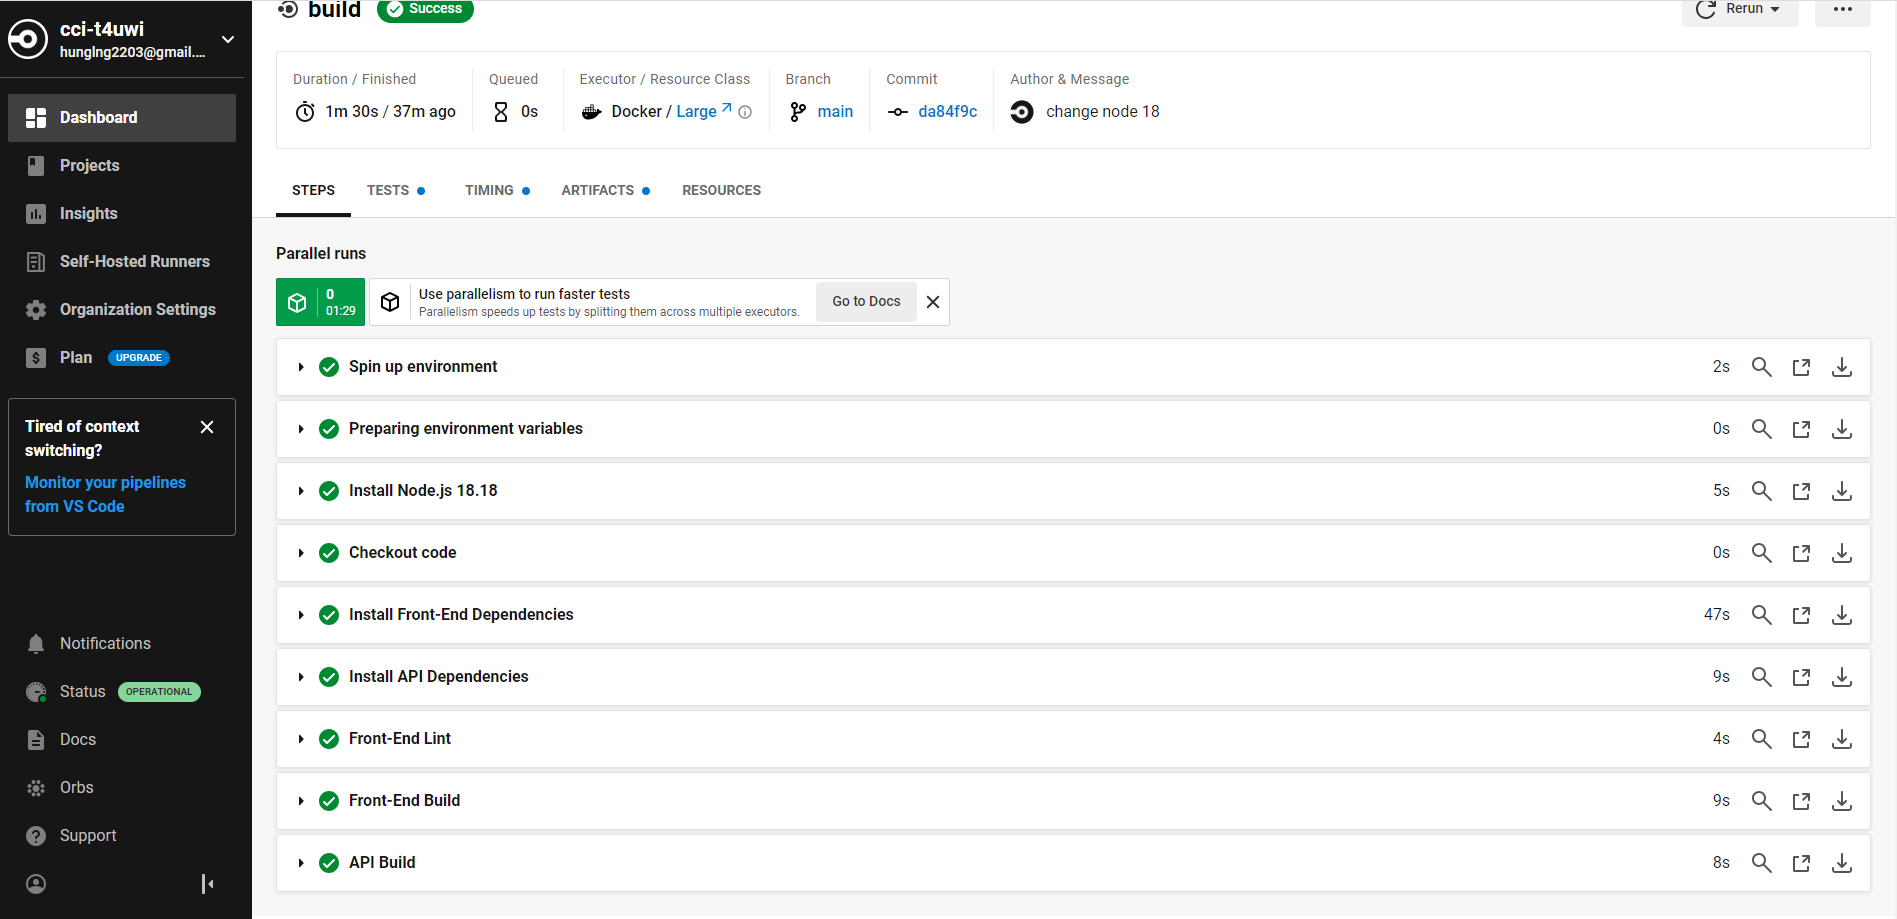 cci-t4uwi
hunglng2203@gmail....
Dashboard
Projects
Insights
Self-Hosted Runners
Organization Settings
Plan UPGRADE
Tired of context
switching?
Monitor your pipelines
from VS Code
Notifications
Status OPERATIONAL
Docs
Orbs
Support
build Success
Rerun
Duration / Finished
1m 30s / 37m ago
Queued
0s
Executor / Resource Class
Docker / Large
Branch
main
Commit
da84f9c
Author & Message
change node 18
STEPS TESTS TIMING ARTIFACTS RESOURCES
Parallel runs
0
01:29
Use parallelism to run faster tests
Parallelism speeds up tests by splitting them across multiple executors.
Go to Docs
Spin up environment 2s
Preparing environment variables 0s
Install Node.js 18.18 5s
Checkout code 0s
Install Front-End Dependencies 47s
Install API Dependencies 9s
Front-End Lint 4s
Front-End Build 9s
API Build 8s